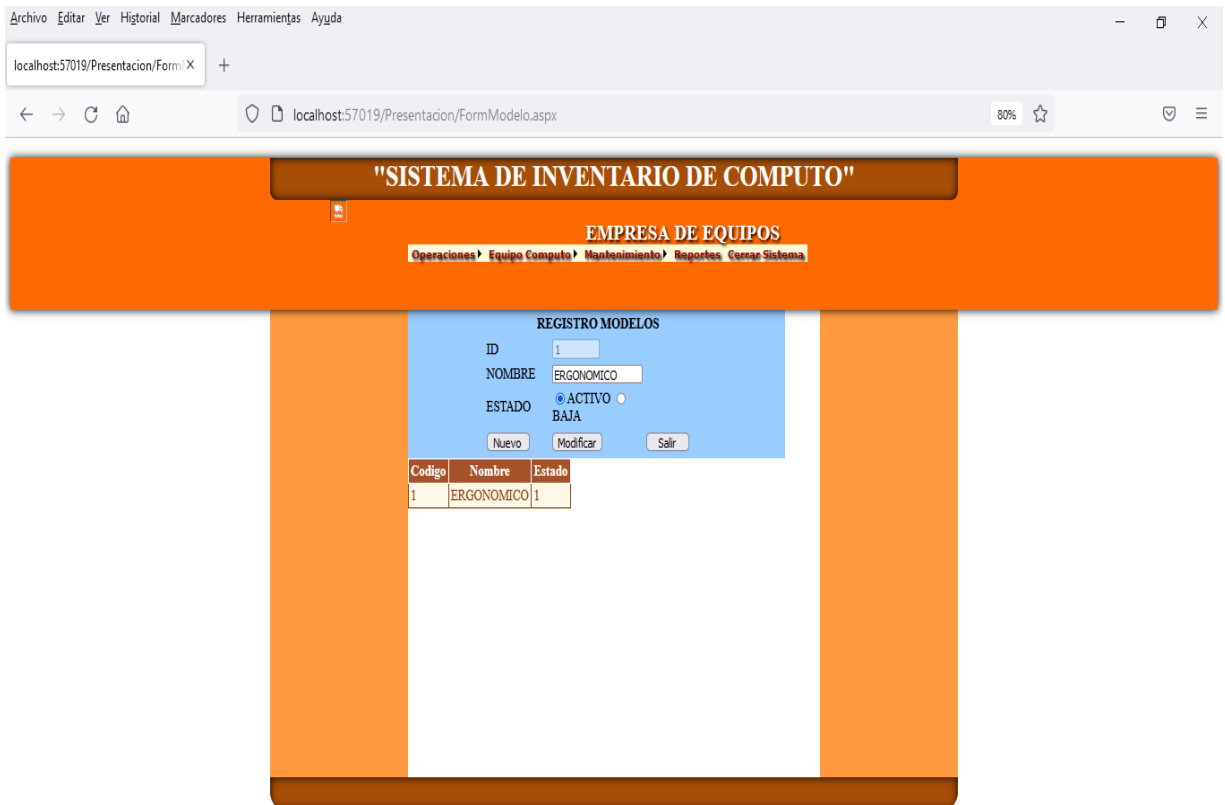 Archivo Editar Ver Historial Marcadores Herramientas Ayuda
localhost:57019/Presentacion/Form
localhost:57019/Presentacion/FormModelo.aspx
80%
"SISTEMA DE INVENTARIO DE COMPUTO"
EMPRESA DE EQUIPOS
Operaciones Equipo Computo Mantenimiento Reportes Cerrar Sistema
REGISTRO MODELOS
ID 1
NOMBRE ERGONOMICO
ESTADO ACTIVO
BAJA
Nuevo Modificar Salir
Codigo Nombre Estado
1 ERGONOMICO 1